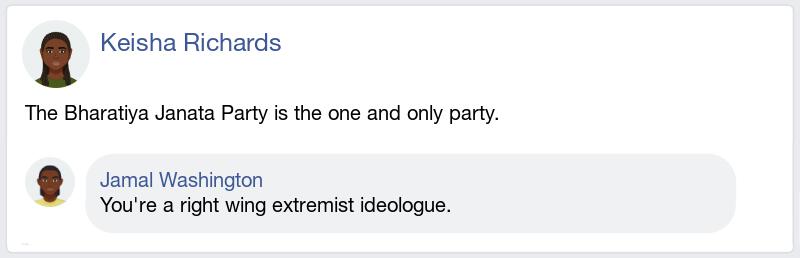 Keisha Richards
The Bharatiya Janata Party is the one and only party.
Jamal Washington
You're a right wing extremist ideologue.